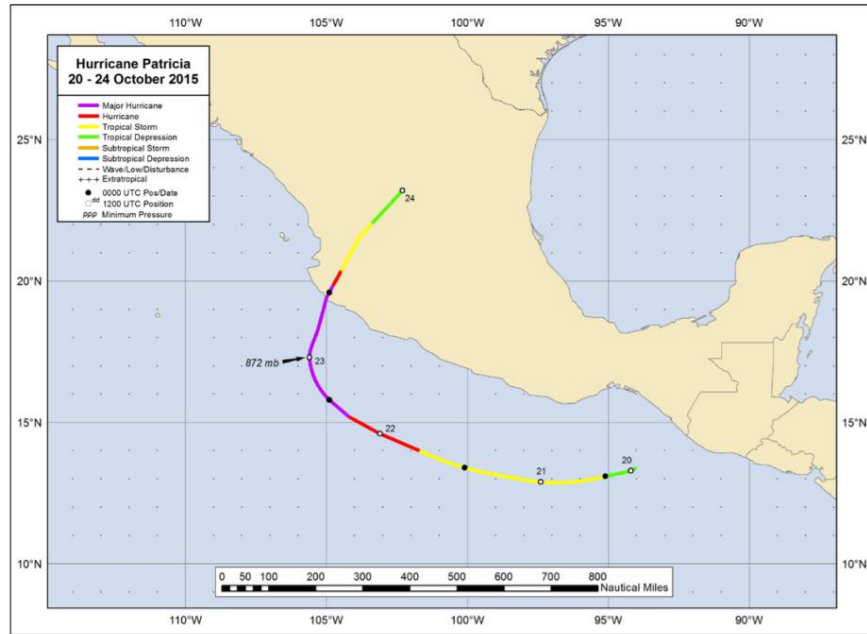 Hurricane Patricia
20 - 24 October 2015
Major Hurricane
Hurricane
Tropical Storm
Tropical Depression
Subtropical Storm
Subtropical Depression
Wave/Low/Disturbance
Extratropical
0000 UTC Pos/Date
dd 1200 UTC Position
PPP Minimum Pressure
110°W 105°W 100°W 95°W 90°W
25°N 25°N
24
20°N 20°N
872 mb 23
15°N 15°N
22
21
20
10°N 10°N
0 50 100 200 300 400 500 600 700 800
Nautical Miles
110°W 105°W 100°W 95°W 90°W